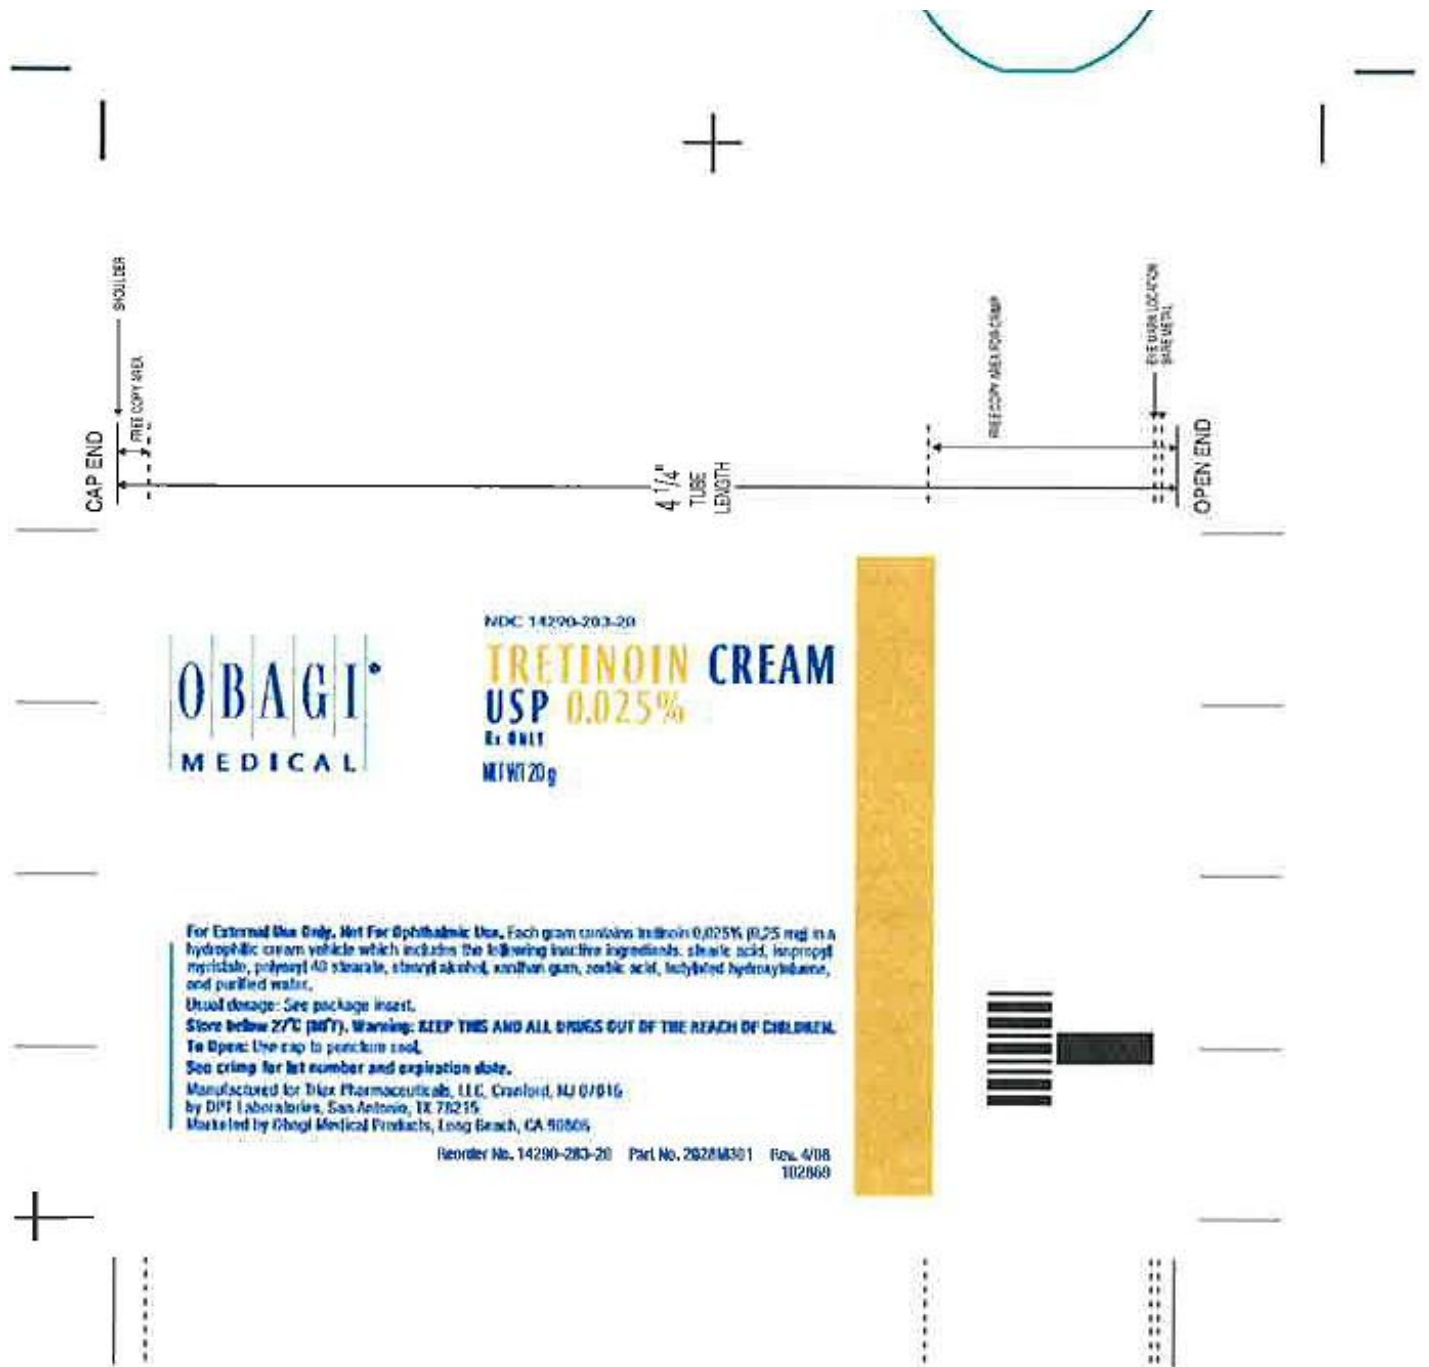 SHOULDER
FREE COPY AREA
CAP END
4 1/4"
TUBE
LENGTH
FREE COPY AREA FOR CRIMP
EYE MARK LOCATION
BARE METAL
OPEN END
OBAGI®
MEDICAL
NDC 14290-203-20
TRETINOIN CREAM
USP 0.025%
Rx ONLY
NET WT 20 g
For External Use Only. Not For Ophthalmic Use. Each gram contains tretinoin 0.025% (0.25 mg) in a
hydrophilic cream vehicle which includes the following inactive ingredients: stearic acid, isopropyl
myristate, polyoxyl 40 stearate, stearyl alcohol, xanthan gum, sorbic acid, butylated hydroxytoluene,
and purified water.
Usual dosage: See package insert.
Store below 27°C (80°F). Warning: KEEP THIS AND ALL DRUGS OUT OF THE REACH OF CHILDREN.
To Open: Use cap to puncture seal.
See crimp for lot number and expiration date.
Manufactured for Triax Pharmaceuticals, LLC, Cranford, NJ 07016
by DPT Laboratories, San Antonio, TX 78215
Marketed by Obagi Medical Products, Long Beach, CA
Reorder No. Part No. Rev. 4/08
102869